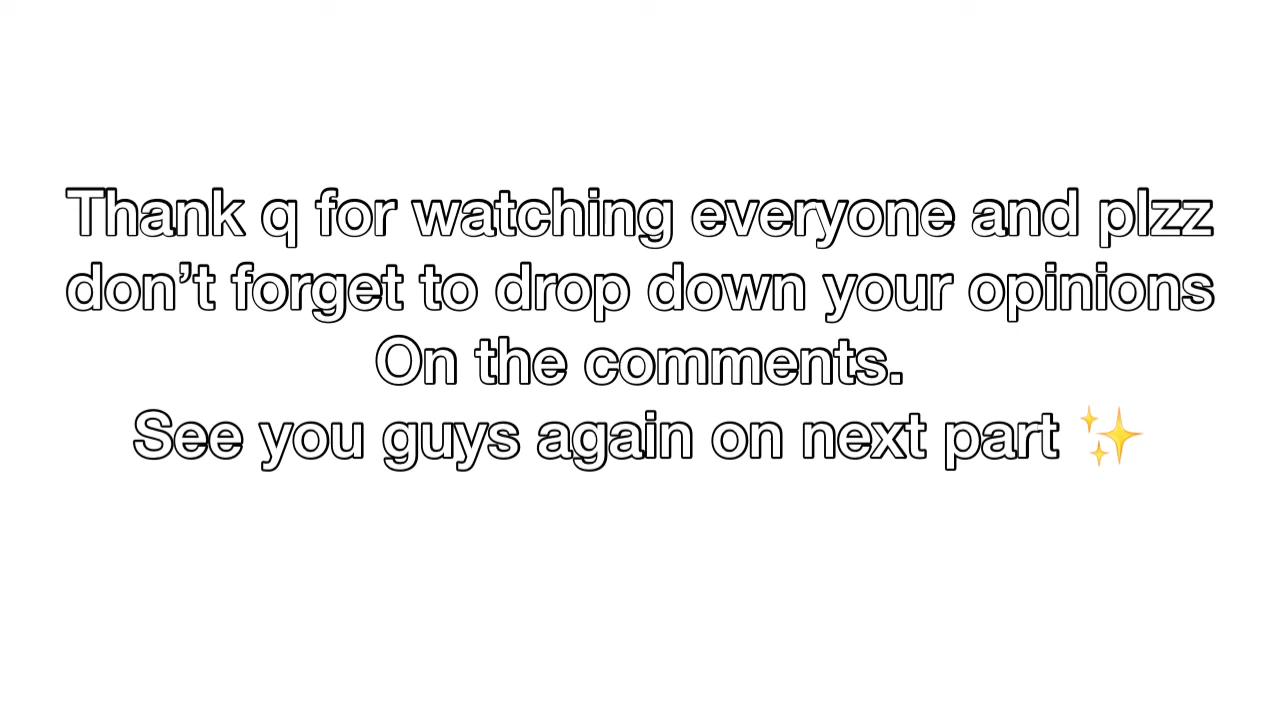 Thank q for watching everyone and plzz
don’t forget to drop down your opinions
On the comments.
See you guys again on next part ✨